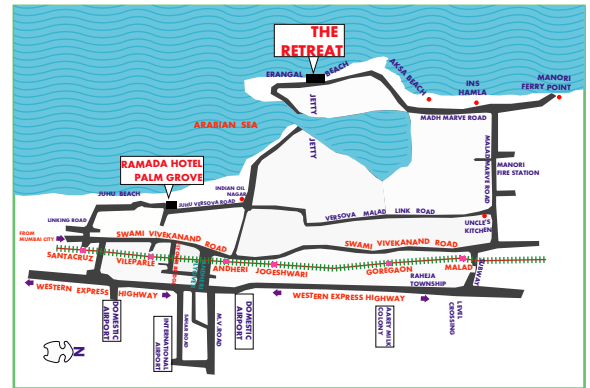 THE
RETREAT
ERANGAL
BEACH
AKSA BEACH
INS
HAMLA
MANORI
FERRY POINT
JETTY
MADH MARVE ROAD
ARABIAN SEA
JETTY
MALAD MARVE ROAD
RAMADA HOTEL
PALM GROVE
MANORI
FIRE STATION
INDIAN OIL
NAGAR
JUHU BEACH
JUHU VERSOVA ROAD
LINKING ROAD
VERSOVA MALAD LINK ROAD
UNCLE'S
KITCHEN
FROM
MUMBAI CITY
SWAMI VIVEKANAND ROAD
SWAMI VIVEKANAND ROAD
SANTACRUZ
VILEPARLE
ANDHERI
JOGESHWARI
GOREGAON
MALAD
SUBWAY
RAHEJA
TOWNSHIP
WESTERN EXPRESS HIGHWAY
WESTERN EXPRESS HIGHWAY
DOMESTIC
AIRPORT
INTERNATIONAL
AIRPORT
SAHAR ROAD
M.V. ROAD
DOMESTIC
AIRPORT
AAREY MILK
COLONY
LEVEL
CROSSING
N